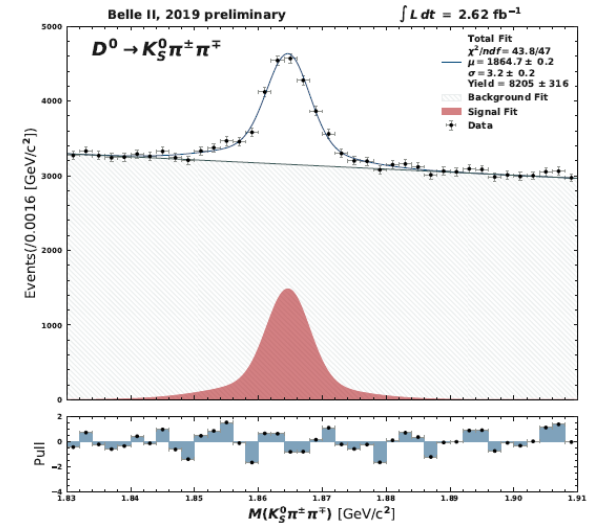 Belle II, 2019 preliminary
∫ L dt = 2.62 fb⁻¹
D⁰ → K⁰_S π± π∓
Total Fit
χ²/ndf = 43.8/47
μ = 1864.7 ± 0.2
σ = 3.2 ± 0.2
Yield = 8205 ± 316
Background Fit
Signal Fit
Data
Events(/0.0016 [GeV/c²])
5000
4000
3000
2000
1000
0
Pull
2
0
−2
−4
1.83 1.84 1.85 1.86 1.87 1.88 1.89 1.90 1.91
M(K⁰_S π± π∓) [GeV/c²]